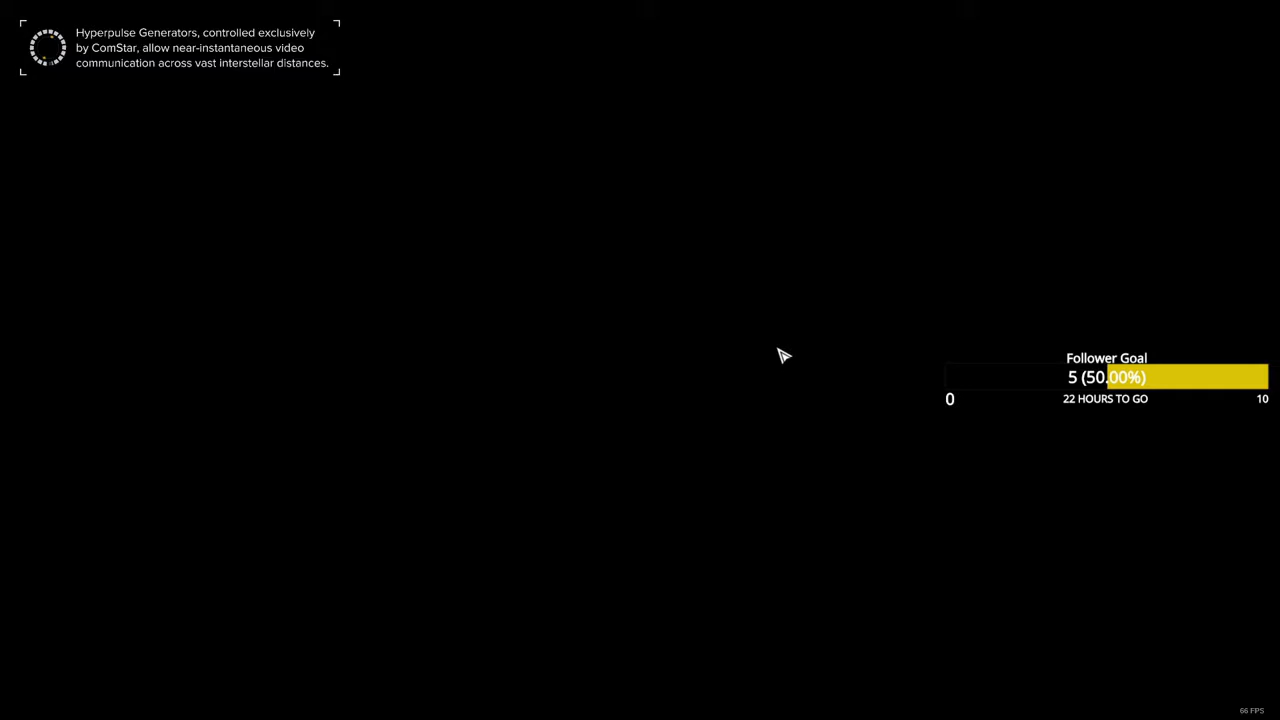 Hyperpulse Generators, controlled exclusively
by ComStar, allow near-instantaneous video
communication across vast interstellar distances.
Follower Goal
5 (50.00%)
0
22 HOURS TO GO
10
66 FPS